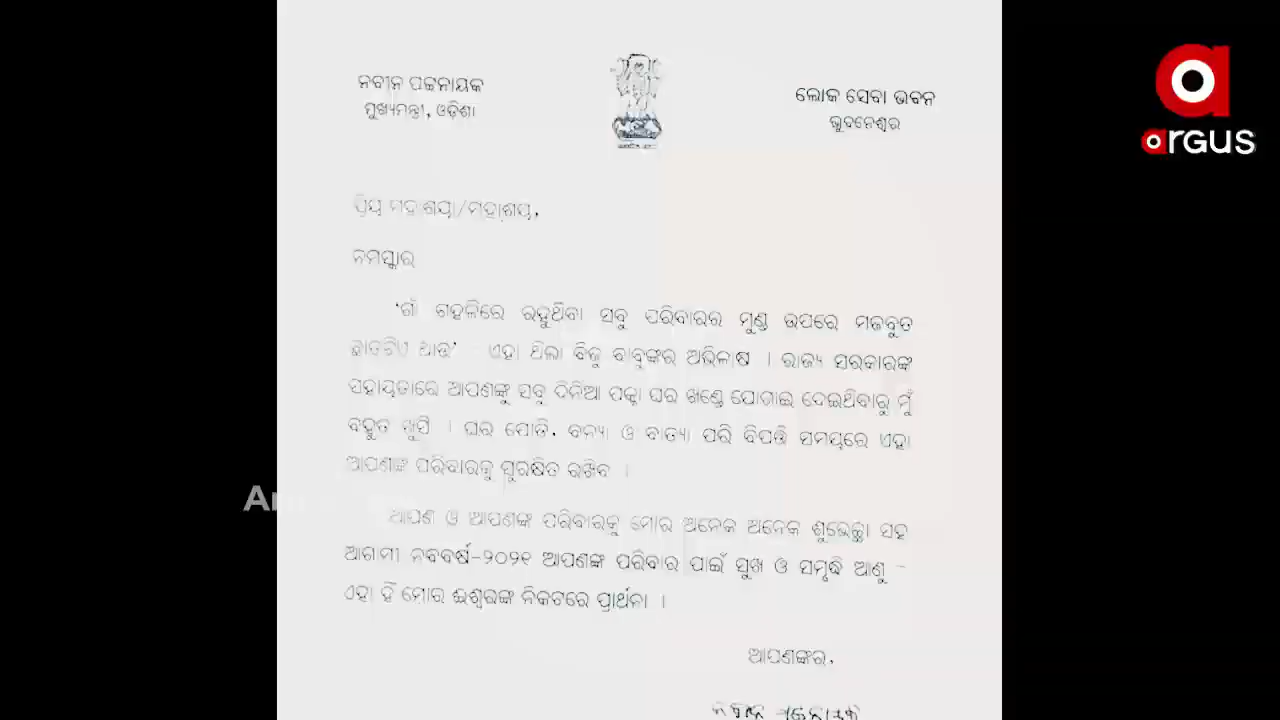 ନବୀନ ପଟ୍ଟନାୟକ
ମୁଖ୍ୟମନ୍ତ୍ରୀ, ଓଡ଼ିଶା
ଲୋକ ସେବା ଭବନ
ଭୁବନେଶ୍ୱର
argus
ପ୍ରିୟ ମହାଶୟା/ମହାଶୟ,
ନମସ୍କାର
‘ଗାଁ ଗହଳିରେ ରହୁଥିବା ସବୁ ପରିବାରର ମୁଣ୍ଡ ଉପରେ ମଜବୁତ
ଛାତଟିଏ ଥାଉ’ ଏହା ଥିଲା ବିଜୁ ବାବୁଙ୍କର ଅଭିଳାଷ । ରାଜ୍ୟ ସରକାରଙ୍କ
ସହାୟତାରେ ଆପଣଙ୍କୁ ସବୁ ଦିନିଆ ପକ୍କା ଘର ଖଣ୍ଡେ ଯୋଗାଇ ଦେଇଥିବାରୁ ମୁଁ
ବହୁତ ଖୁସି । ଘର ପୋଡି, ବନ୍ୟା ଓ ବାତ୍ୟା ପରି ବିପତ୍ତି ସମୟରେ ଏହା
ଆପଣଙ୍କ ପରିବାରକୁ ସୁରକ୍ଷିତ ରଖିବ ।
ଆପଣ ଓ ଆପଣଙ୍କ ପରିବାରକୁ ମୋର ଅନେକ ଅନେକ ଶୁଭେଚ୍ଛା ସହ
ଆଗାମୀ ନବବର୍ଷ-୨୦୨୧ ଆପଣଙ୍କ ପରିବାର ପାଇଁ ସୁଖ ଓ ସମୃଦ୍ଧି ଆଣୁ -
ଏହା ହିଁ ମୋର ଈଶ୍ୱରଙ୍କ ନିକଟରେ ପ୍ରାର୍ଥନା ।
ଆପଣଙ୍କର,